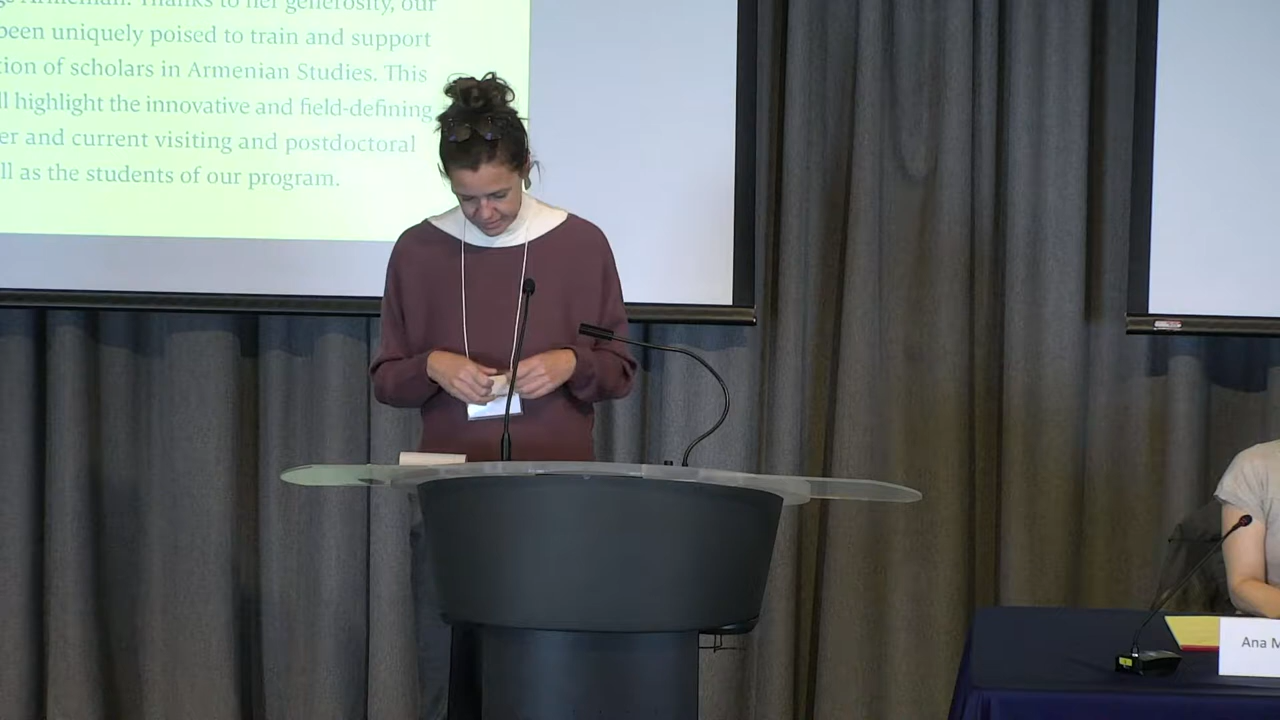 Armenian. Thanks to her generosity, our
been uniquely poised to train and support
tion of scholars in Armenian Studies. This
ll highlight the innovative and field-defining
er and current visiting and postdoctoral
ll as the students of our program.
Ana M